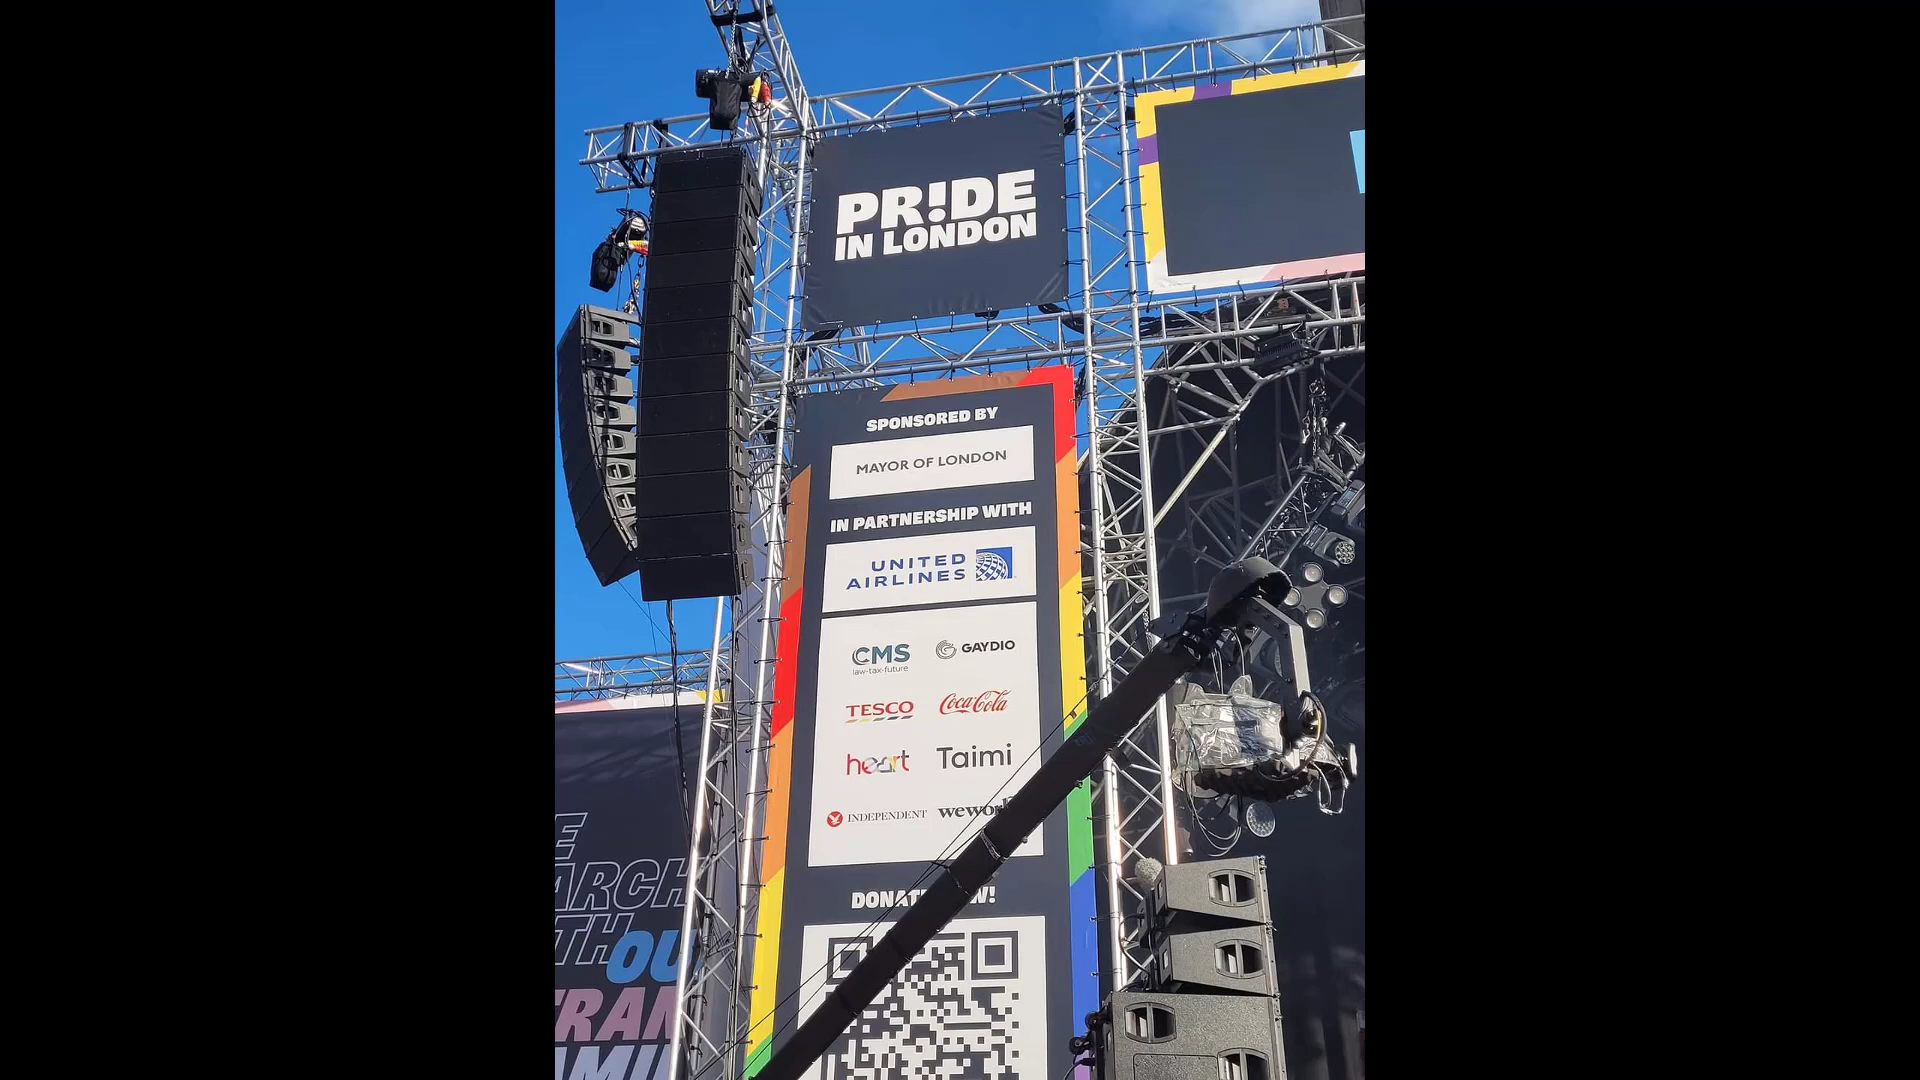 PR!DE
IN LONDON
SPONSORED BY
MAYOR OF LONDON
IN PARTNERSHIP WITH
UNITED
AIRLINES
CMS
law·tax·future
GAYDIO
TESCO
Coca-Cola
heart
Taimi
INDEPENDENT
wework